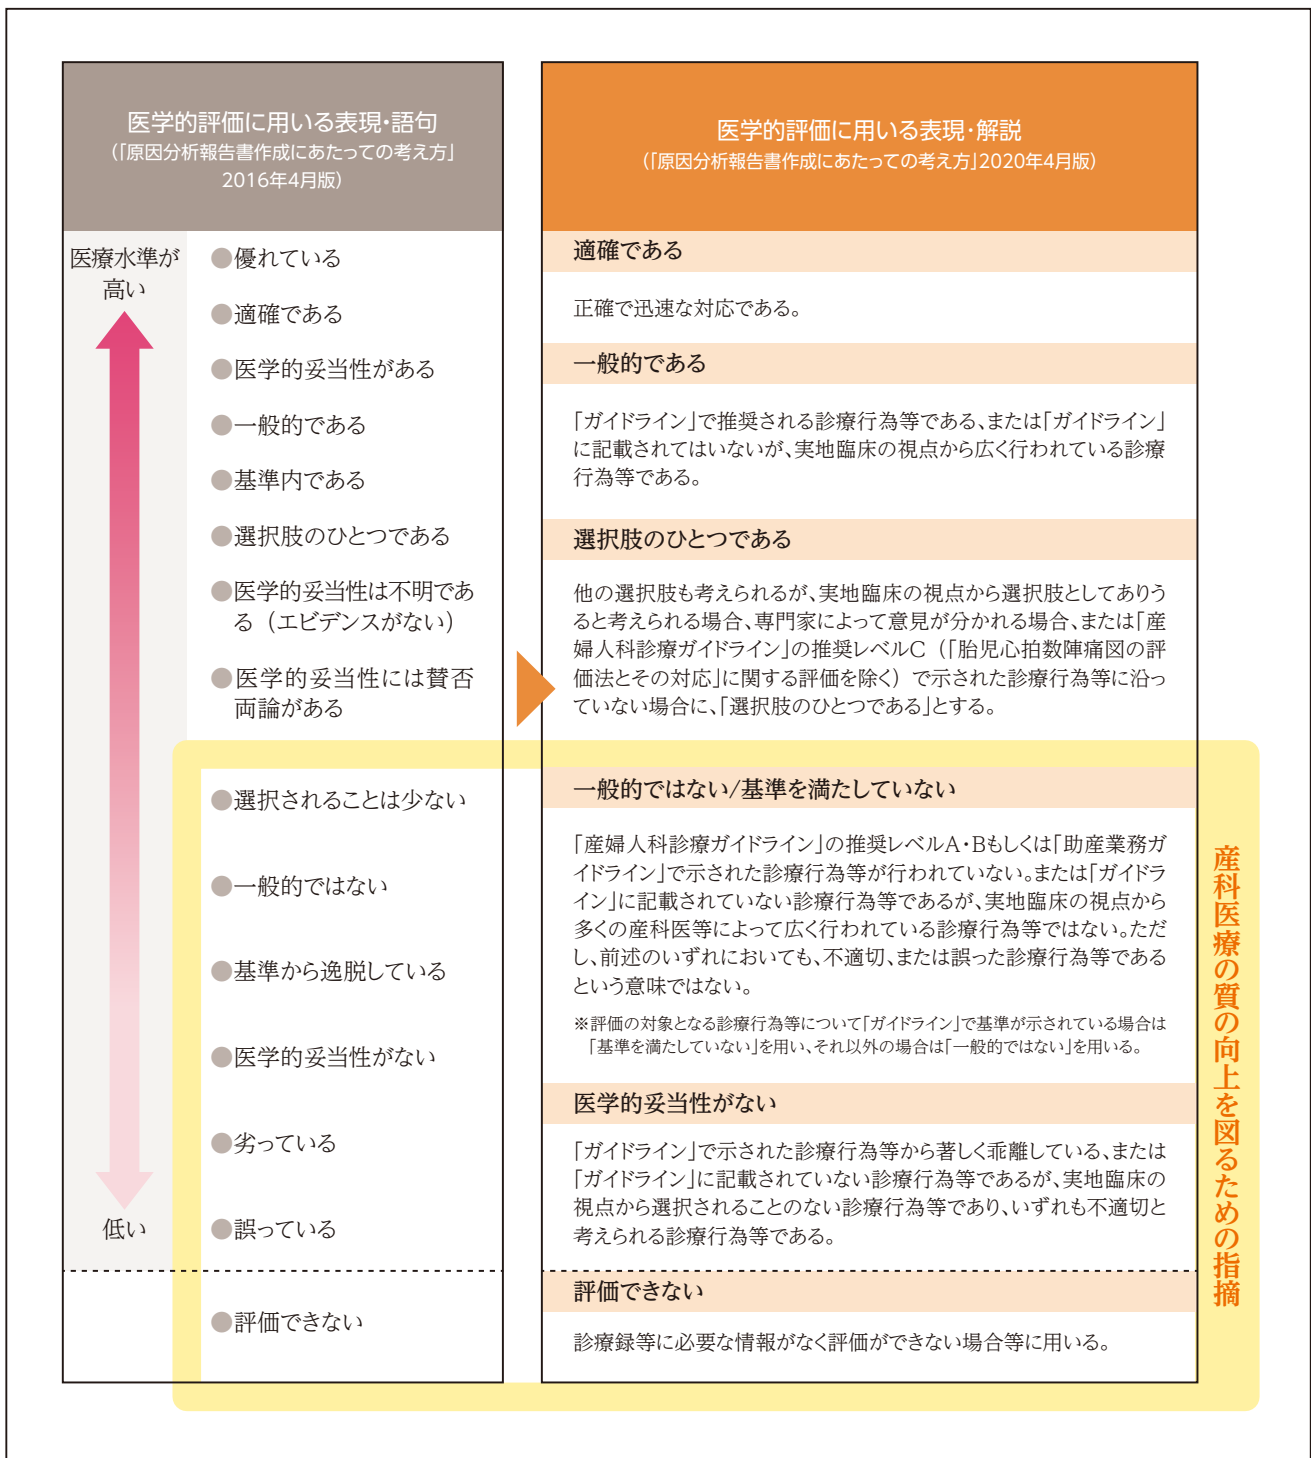 医学的評価に用いる表現・語句
(「原因分析報告書作成にあたっての考え方」
2016年4月版)
医療水準が
高い
低い
●優れている
●適確である
●医学的妥当性がある
●一般的である
●基準内である
●選択肢のひとつである
●医学的妥当性は不明であ
る（エビデンスがない）
●医学的妥当性には賛否
両論がある
●選択されることは少ない
●一般的ではない
●基準から逸脱している
●医学的妥当性がない
●劣っている
●誤っている
●評価できない
医学的評価に用いる表現・解説
(「原因分析報告書作成にあたっての考え方」2020年4月版)
適確である
正確で迅速な対応である。
一般的である
「ガイドライン」で推奨される診療行為等である、または「ガイドライン」
に記載されてはいないが、実地臨床の視点から広く行われている診療
行為等である。
選択肢のひとつである
他の選択肢も考えられるが、実地臨床の視点から選択肢としてありう
ると考えられる場合、専門家によって意見が分かれる場合、または「産
婦人科診療ガイドライン」の推奨レベルC（「胎児心拍数陣痛図の評
価法とその対応」に関する評価を除く）で示された診療行為等に沿っ
ていない場合に、「選択肢のひとつである」とする。
一般的ではない/基準を満たしていない
「産婦人科診療ガイドライン」の推奨レベルA・Bもしくは「助産業務ガ
イドライン」で示された診療行為等が行われていない。または「ガイドラ
イン」に記載されていない診療行為等であるが、実地臨床の視点から
多くの産科医等によって広く行われている診療行為等ではない。ただ
し、前述のいずれにおいても、不適切、または誤った診療行為等である
という意味ではない。
※評価の対象となる診療行為等について「ガイドライン」で基準が示されている場合は
「基準を満たしていない」を用い、それ以外の場合は「一般的ではない」を用いる。
医学的妥当性がない
「ガイドライン」で示された診療行為等から著しく乖離している、または
「ガイドライン」に記載されていない診療行為等であるが、実地臨床の
視点から選択されることのない診療行為等であり、いずれも不適切と
考えられる診療行為等である。
評価できない
診療録等に必要な情報がなく評価ができない場合等に用いる。
産科医療の質の向上を図るための指摘